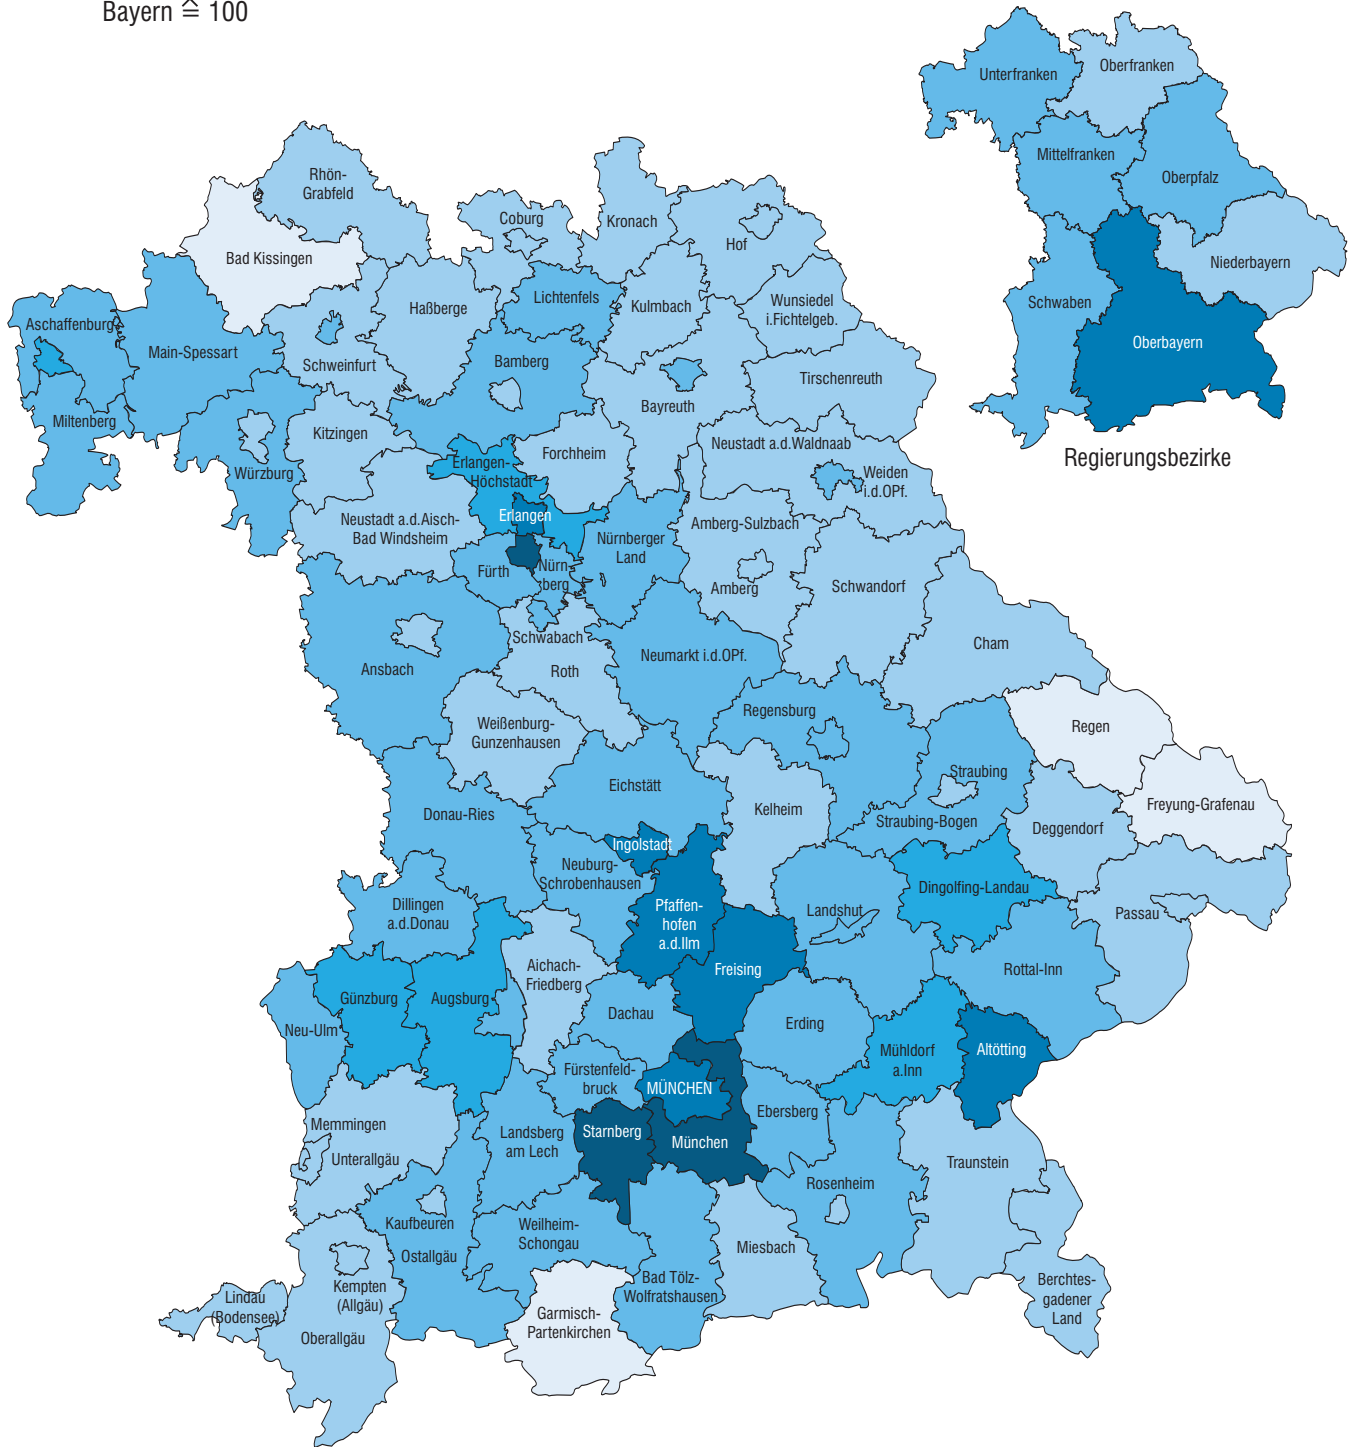 Bayern ≙ 100
Unterfranken
Oberfranken
Mittelfranken
Oberpfalz
Niederbayern
Schwaben
Oberbayern
Regierungsbezirke
Rhön-
Grabfeld
Bad Kissingen
Coburg
Kronach
Hof
Aschaffenburg
Main-Spessart
Schweinfurt
Haßberge
Lichtenfels
Kulmbach
Wunsiedel
i.Fichtelgeb.
Bamberg
Bayreuth
Tirschenreuth
Miltenberg
Würzburg
Kitzingen
Erlangen-
Höchstadt
Forchheim
Neustadt a.d.Waldnaab
Weiden
i.d.OPf.
Neustadt a.d.Aisch-
Bad Windsheim
Erlangen
Fürth
Nürn-
berg
Nürnberger
Land
Amberg-Sulzbach
Amberg
Schwandorf
Cham
Ansbach
Schwabach
Roth
Neumarkt i.d.OPf.
Weißenburg-
Gunzenhausen
Regensburg
Regen
Straubing
Straubing-Bogen
Freyung-Grafenau
Deggendorf
Donau-Ries
Eichstätt
Kelheim
Ingolstadt
Neuburg-
Schrobenhausen
Dingolfing-Landau
Passau
Dillingen
a.d.Donau
Pfaffen-
hofen
a.d.Ilm
Landshut
Rottal-Inn
Aichach-
Friedberg
Freising
Günzburg
Augsburg
Neu-Ulm
Dachau
Erding
Mühldorf
a.Inn
Altötting
Fürstenfeld-
bruck
MÜNCHEN
Ebersberg
Memmingen
Unterallgäu
Landsberg
am Lech
Starnberg
München
Traunstein
Rosenheim
Kaufbeuren
Ostallgäu
Weilheim-
Schongau
Miesbach
Bad Tölz-
Wolfratshausen
Berchtes-
gadener
Land
Lindau
(Bodensee)
Kempten
(Allgäu)
Oberallgäu
Garmisch-
Partenkirchen